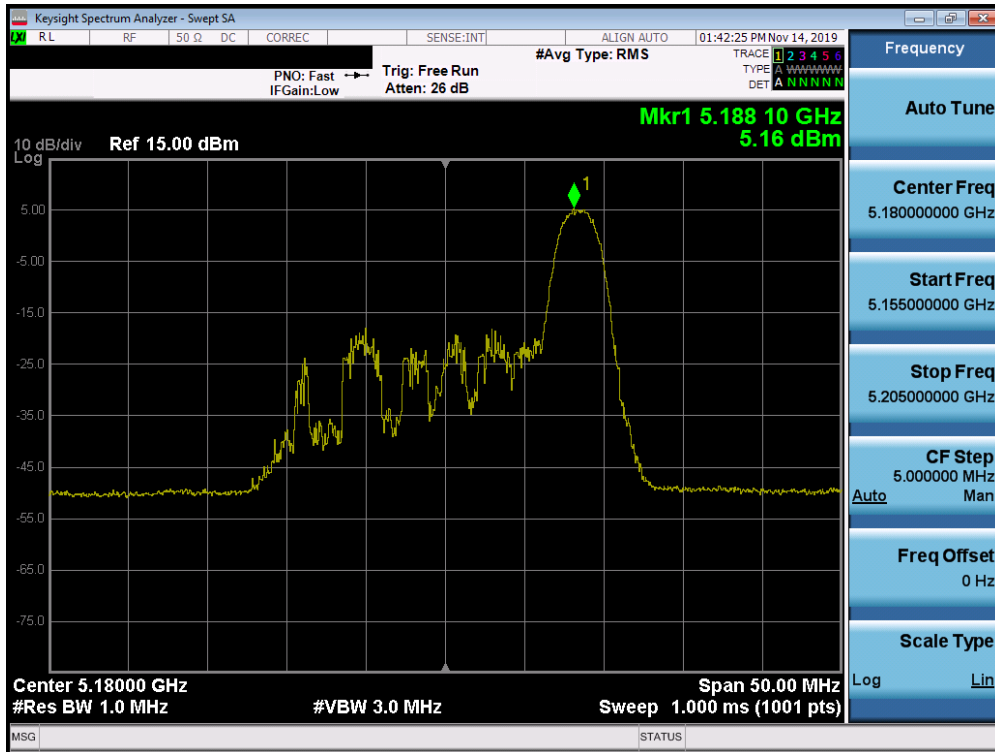 Keysight Spectrum Analyzer - Swept SA
LXI RL RF 50 Ω DC CORREC SENSE:INT ALIGN AUTO 01:42:25 PM Nov 14, 2019
Frequency
#Avg Type: RMS
TRACE 1 2 3 4 5 6
PNO: Fast Trig: Free Run
TYPE A WWWWW
IFGain:Low Atten: 26 dB
DET A N N N N N
Auto Tune
Mkr1 5.188 10 GHz
5.16 dBm
10 dB/div Ref 15.00 dBm
Log
1
5.00
-5.00
-15.0
-25.0
-35.0
-45.0
-55.0
-65.0
-75.0
Center Freq
5.180000000 GHz
Start Freq
5.155000000 GHz
Stop Freq
5.205000000 GHz
CF Step
5.000000 MHz
Auto Man
Freq Offset
0 Hz
Scale Type
Log Lin
Center 5.18000 GHz Span 50.00 MHz
#Res BW 1.0 MHz #VBW 3.0 MHz Sweep 1.000 ms (1001 pts)
MSG STATUS